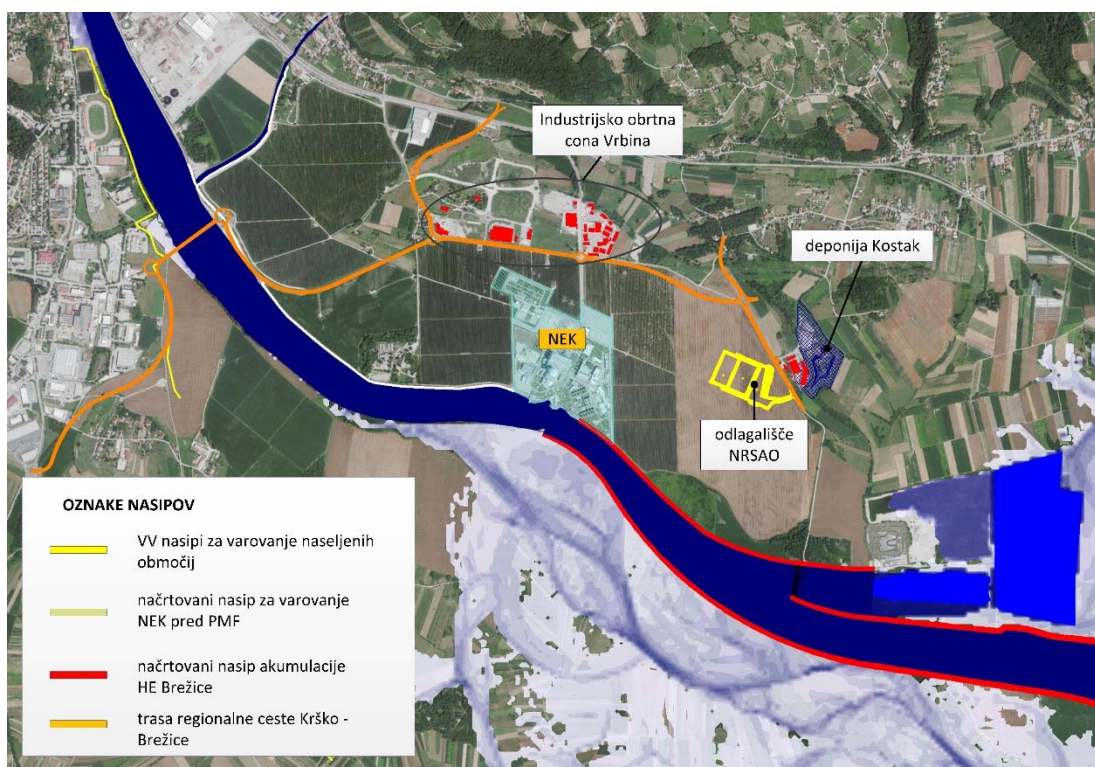 Industrijsko obrtna
cona Vrbina
deponija Kostak
NEK
odlagališče
NRSAO
OZNAKE NASIPOV
VV nasipi za varovanje naseljenih
območij
načrtovani nasip za varovanje
NEK pred PMF
načrtovani nasip akumulacije
HE Brežice
trasa regionalne ceste Krško -
Brežice